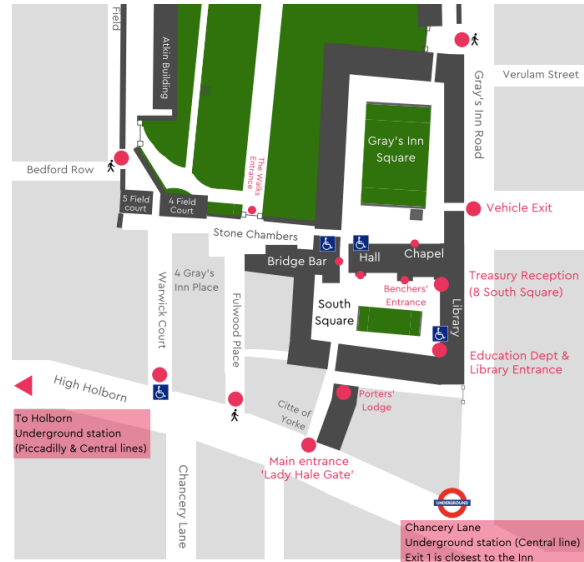 Field
Atkin Building
Gray's Inn Road
Verulam Street
Gray's Inn
Square
Bedford Row
The Walks
Entrance
5 Field
court
4 Field
Court
Vehicle Exit
Stone Chambers
Bridge Bar
Hall
Chapel
4 Gray's
Inn Place
Benchers'
Entrance
Treasury Reception
(8 South Square)
Library
South
Square
Warwick Court
Fulwood Place
Education Dept &
Library Entrance
High Holborn
Citte of
Yorke
Porters'
Lodge
To Holborn
Underground station
(Piccadilly & Central lines)
Main entrance
'Lady Hale Gate'
Chancery Lane
UNDERGROUND
Chancery Lane
Underground station (Central line)
Exit 1 is closest to the Inn